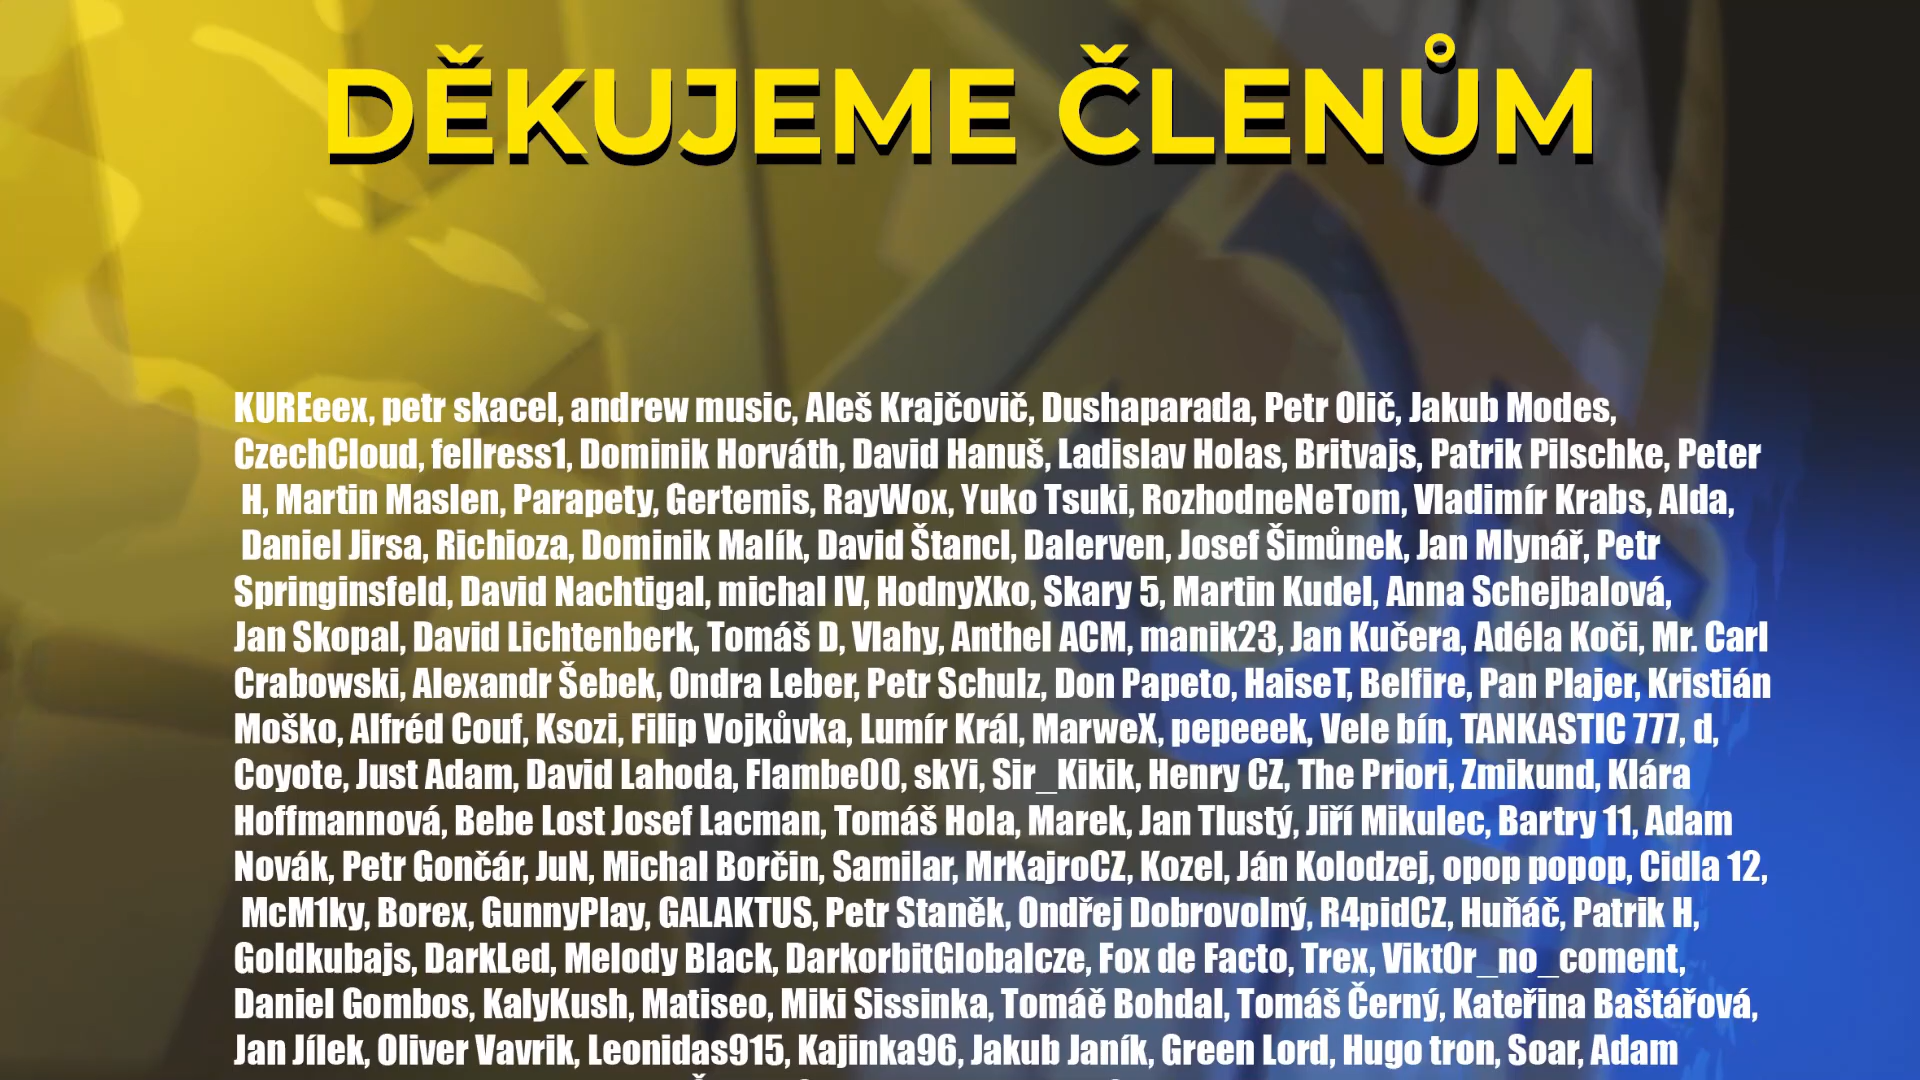 DĚKUJEME ČLENŮM
KUREeex, petr skacel, andrew music, Aleš Krajčovič, Dushaparada, Petr Olič, Jakub Modes,
CzechCloud, fellress1, Dominik Horváth, David Hanuš, Ladislav Holas, Britvajs, Patrik Pilschke, Peter
H, Martin Maslen, Parapety, Gertemis, RayWox, Yuko Tsuki, RozhodneNeTom, Vladimír Krabs, Alda,
Daniel Jirsa, Richioza, Dominik Malík, David Štancl, Dalerven, Josef Šimůnek, Jan Mlynář, Petr
Springinsfeld, David Nachtigal, michal IV, HodnyXko, Skary 5, Martin Kudel, Anna Schejbalová,
Jan Skopal, David Lichtenberk, Tomáš D, Vlahy, Anthel ACM, manik23, Jan Kučera, Adéla Koči, Mr. Carl
Crabowski, Alexandr Šebek, Ondra Leber, Petr Schulz, Don Papeto, HaiseT, Belfire, Pan Plajer, Kristián
Moško, Alfréd Couf, Ksozi, Filip Vojkůvka, Lumír Král, MarweX, pepeeek, Vele bín, TANKASTIC 777, d,
Coyote, Just Adam, David Lahoda, Flambe00, skYi, Sir_Kikik, Henry CZ, The Priori, Zmikund, Klára
Hoffmannová, Bebe Lost Josef Lacman, Tomáš Hola, Marek, Jan Tlustý, Jiří Mikulec, Bartry 11, Adam
Novák, Petr Gončár, JuN, Michal Borčin, Samilar, MrKajroCZ, Kozel, Ján Kolodzej, opop popop, Cidla 12,
McM1ky, Borex, GunnyPlay, GALAKTUS, Petr Staněk, Ondřej Dobrovolný, R4pidCZ, Huňáč, Patrik H,
Goldkubajs, DarkLed, Melody Black, DarkorbitGlobalcze, Fox de Facto, Trex, Vikt0r_no_coment,
Daniel Gombos, KalyKush, Matiseo, Miki Sissinka, Tomáě Bohdal, Tomáš Černý, Kateřina Baštářová,
Jan Jílek, Oliver Vavrik, Leonidas915, Kajinka96, Jakub Janík, Green Lord, Hugo tron, Soar, Adam